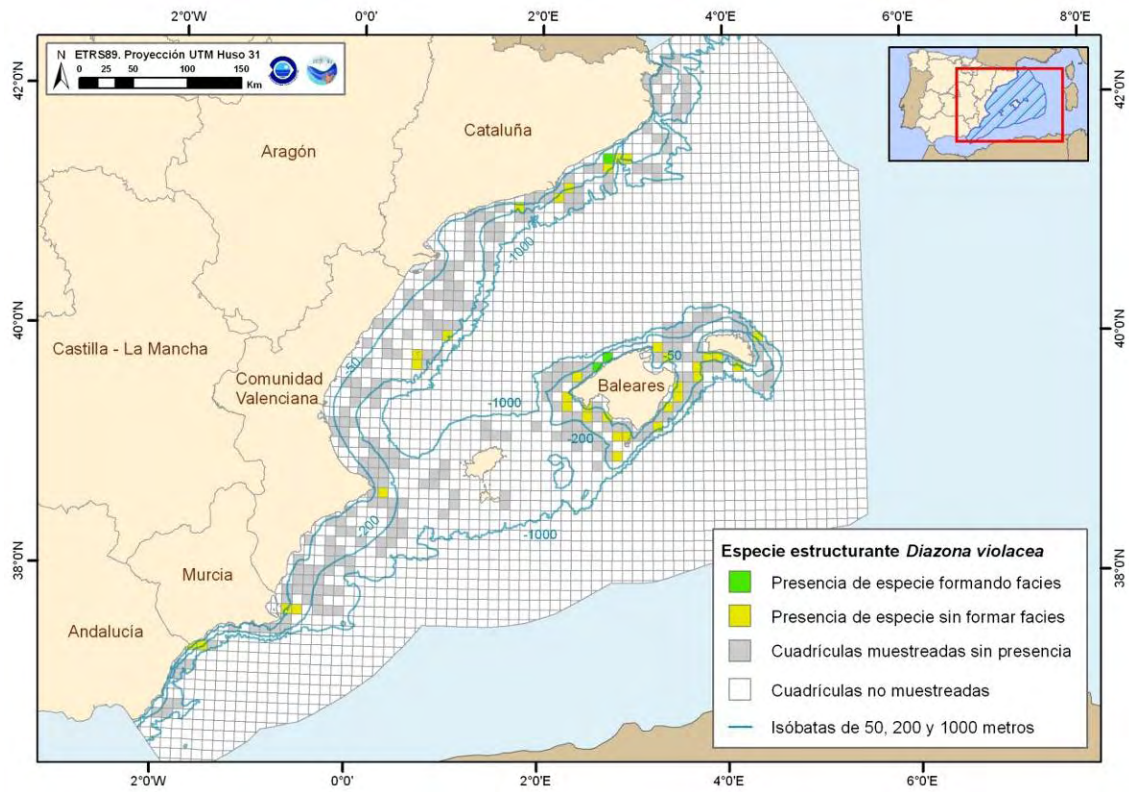 2°0'W 0°0' 2°0'E 4°0'E 6°0'E 8°0'E
N ETRS89. Proyección UTM Huso 31
0 25 50 100 150
Km
42°0'N
42°0'N
Cataluña
Aragón
-1000
40°0'N
40°0'N
Castilla - La Mancha
-50
-50
Comunidad
Valenciana
Baleares
-1000
-200
-200
-1000
38°0'N
38°0'N
Murcia
Andalucía
Especie estructurante Diazona violacea
Presencia de especie formando facies
Presencia de especie sin formar facies
Cuadrículas muestreadas sin presencia
Cuadrículas no muestreadas
Isóbatas de 50, 200 y 1000 metros
2°0'W 0°0' 2°0'E 4°0'E 6°0'E